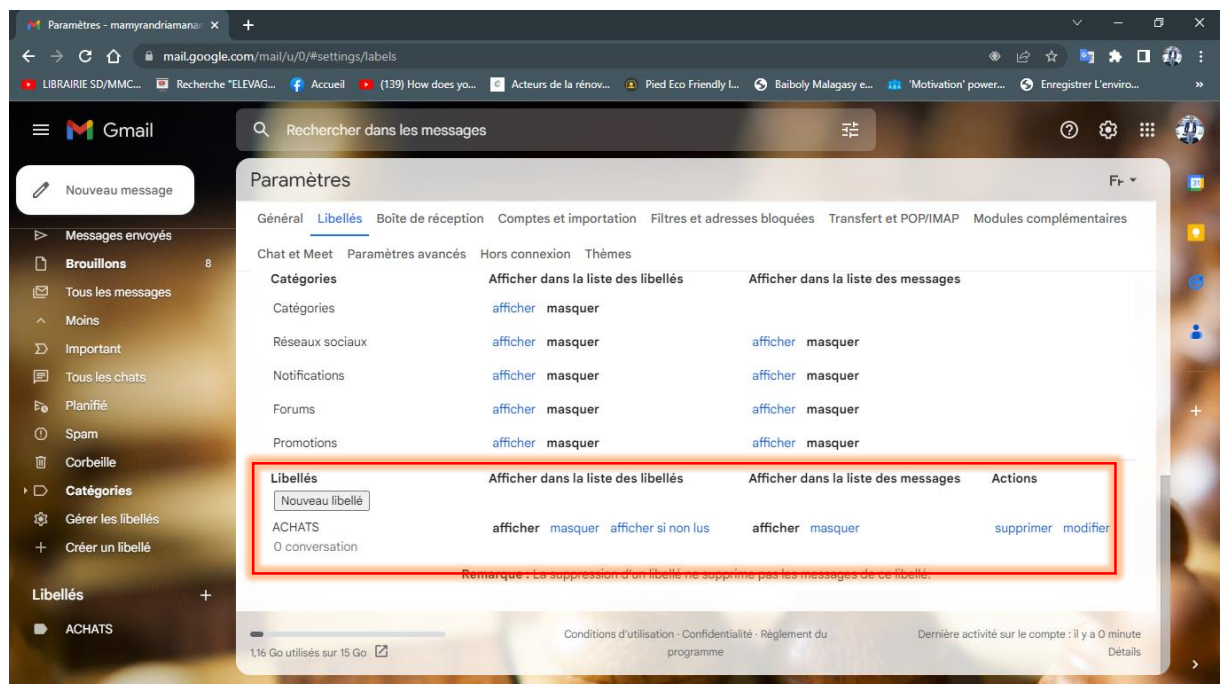 Paramètres - mamyrandriamanan
mail.google.com/mail/u/0/#settings/labels
LIBRAIRIE SD/MMC... Recherche "ELEVAG... Accueil (139) How does yo... Acteurs de la rénov... Pied Eco Friendly I... Baiboly Malagasy e... 'Motivation' power... Enregistrer L'enviro... »
Gmail
Rechercher dans les messages
Nouveau message
Messages envoyés
Brouillons 8
Tous les messages
Moins
Important
Tous les chats
Planifié
Spam
Corbeille
Catégories
Gérer les libellés
Créer un libellé
Libellés +
ACHATS
Paramètres
Fr
Général Libellés Boîte de réception Comptes et importation Filtres et adresses bloquées Transfert et POP/IMAP Modules complémentaires
Chat et Meet Paramètres avancés Hors connexion Thèmes
Catégories Afficher dans la liste des libellés Afficher dans la liste des messages
Catégories afficher masquer
Réseaux sociaux afficher masquer afficher masquer
Notifications afficher masquer afficher masquer
Forums afficher masquer afficher masquer
Promotions afficher masquer afficher masquer
Libellés Afficher dans la liste des libellés Afficher dans la liste des messages Actions
Nouveau libellé
ACHATS afficher masquer afficher si non lus afficher masquer supprimer modifier
0 conversation
Remarque : La suppression d'un libellé ne supprime pas les messages de ce libellé.
1,16 Go utilisés sur 15 Go
Conditions d'utilisation · Confidentialité · Règlement du
programme
Dernière activité sur le compte : il y a 0 minute
Détails
31